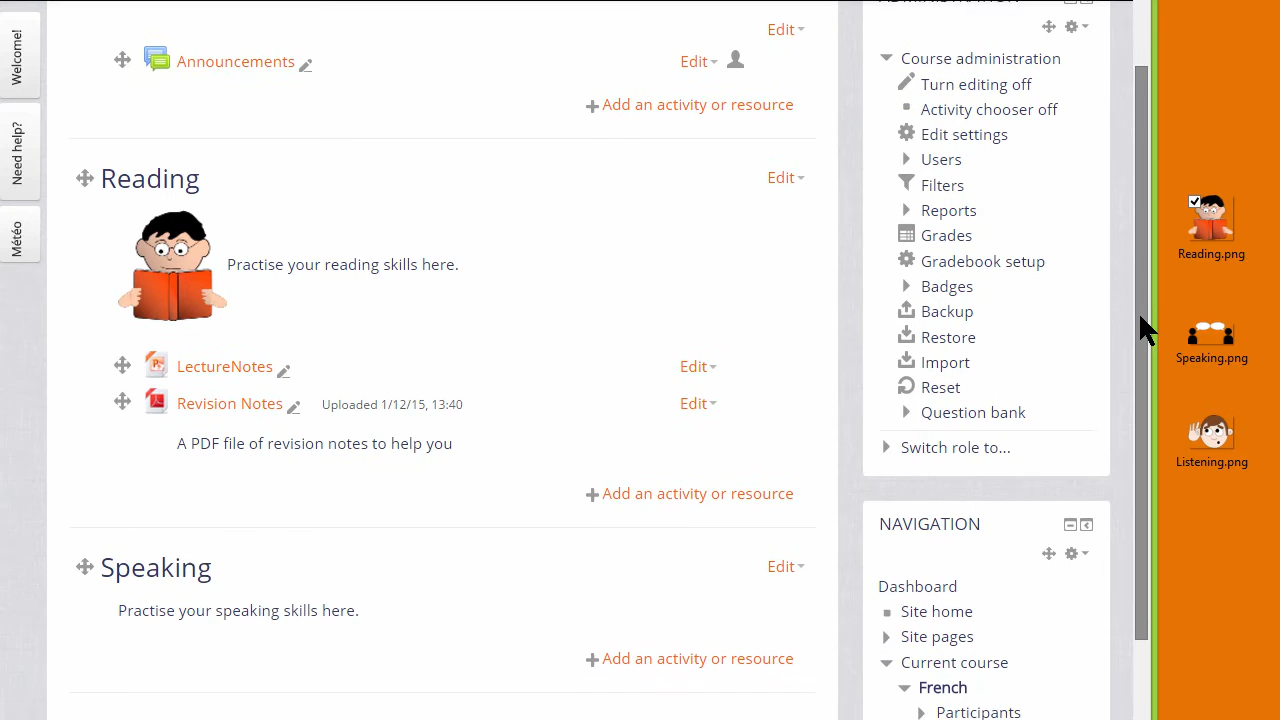 Welcome!
Need help?
Météo
Edit
Announcements
Edit
Add an activity or resource
Reading
Edit
Practise your reading skills here.
LectureNotes
Edit
Revision Notes
Uploaded 1/12/15, 13:40
Edit
A PDF file of revision notes to help you
Add an activity or resource
Speaking
Edit
Practise your speaking skills here.
Add an activity or resource
ADMINISTRATION
Course administration
Turn editing off
Activity chooser off
Edit settings
Users
Filters
Reports
Grades
Gradebook setup
Badges
Backup
Restore
Import
Reset
Question bank
Switch role to...
NAVIGATION
Dashboard
Site home
Site pages
Current course
French
Participants
Reading.png
Speaking.png
Listening.png